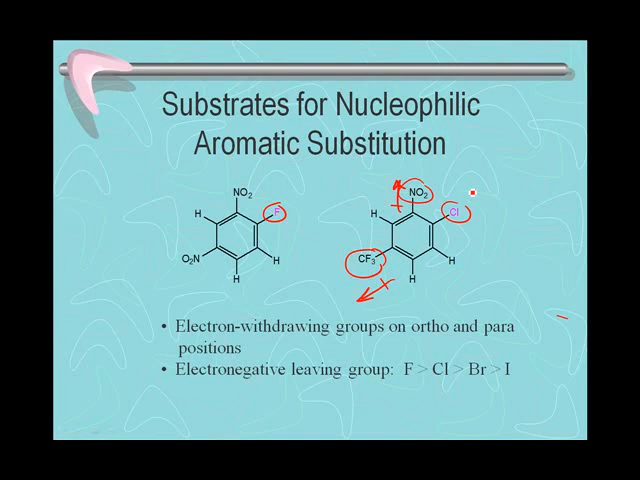 Substrates for Nucleophilic
Aromatic Substitution
NO₂
H
F
O₂N
H
H
NO₂
H
Cl
CF₃
H
H
• Electron-withdrawing groups on ortho and para
positions
• Electronegative leaving group: F > Cl > Br > I